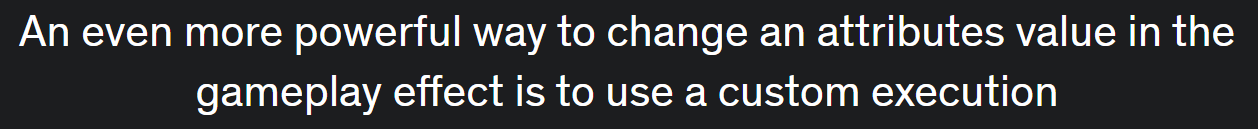 An even more powerful way to change an attributes value in the
gameplay effect is to use a custom execution